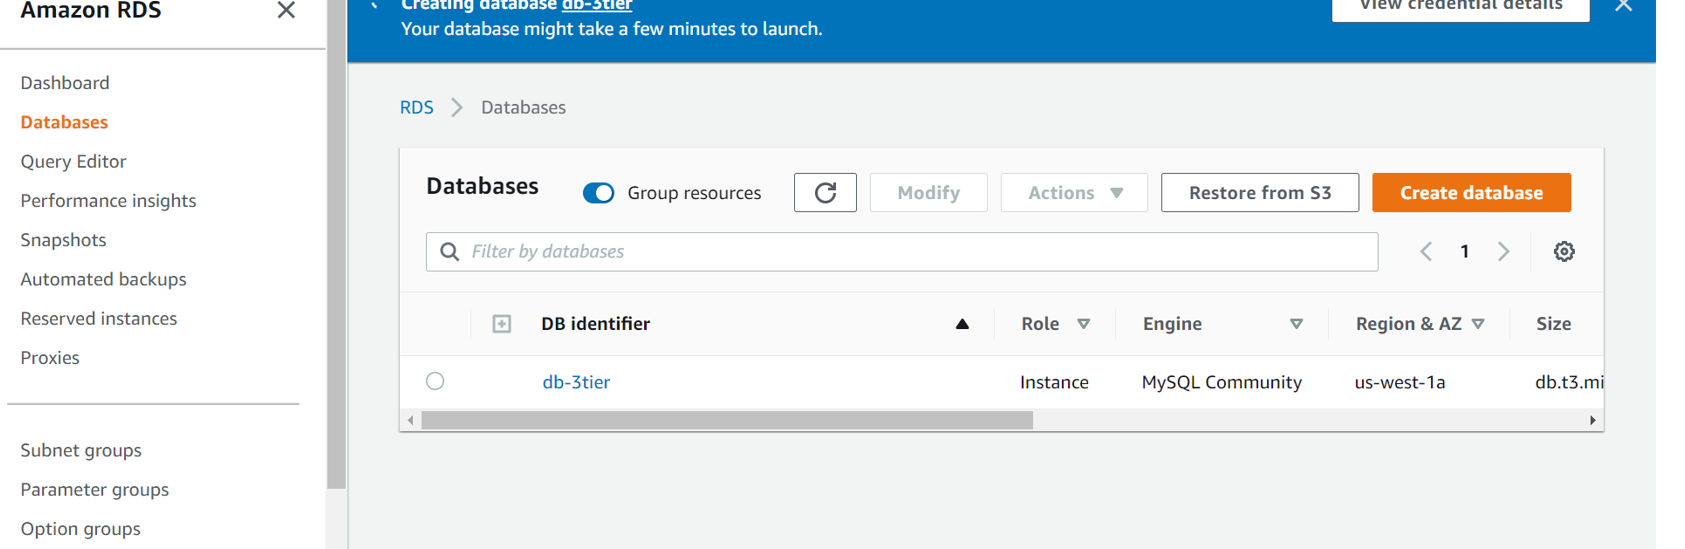 Amazon RDS
Dashboard
Databases
Query Editor
Performance insights
Snapshots
Automated backups
Reserved instances
Proxies
Subnet groups
Parameter groups
Option groups
Creating database db-3tier
Your database might take a few minutes to launch.
View credential details
RDS > Databases
Databases
Group resources
Modify
Actions
Restore from S3
Create database
Filter by databases
1
DB identifier Role Engine Region & AZ Size
db-3tier Instance MySQL Community us-west-1a db.t3.mi